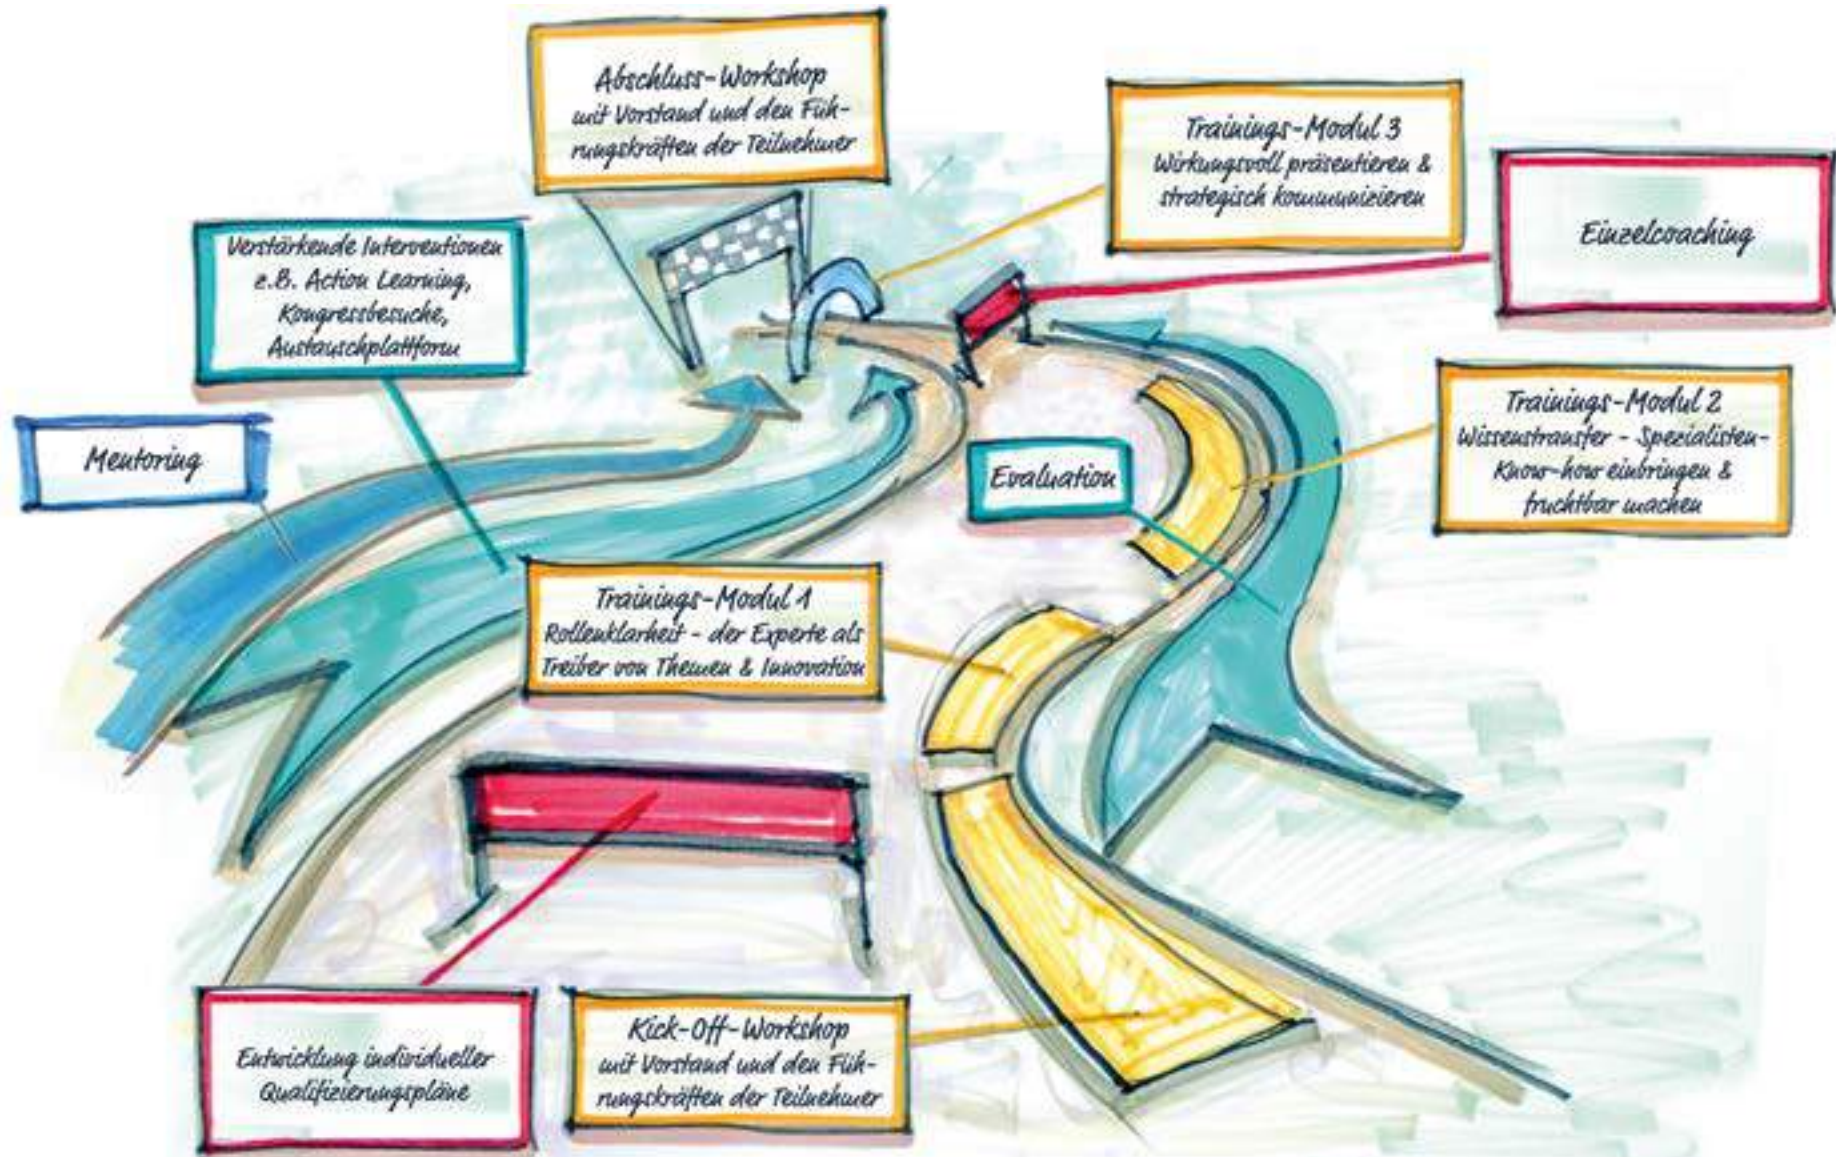 Abschluss-Workshop
mit Vorstand und den Füh-
rungskräften der Teilnehmer
Trainings-Modul 3
Wirkungsvoll präsentieren &
strategisch kommunizieren
Einzelcoaching
Verstärkende Interventionen
z.B. Action Learning,
Kongressbesuche,
Austauschplattform
Mentoring
Evaluation
Trainings-Modul 2
Wissenstransfer - Spezialisten-
Know-how einbringen &
fruchtbar machen
Trainings-Modul 1
Rollenklarheit - der Experte als
Treiber von Themen & Innovation
Entwicklung individueller
Qualifizierungspläne
Kick-Off-Workshop
mit Vorstand und den Füh-
rungskräften der Teilnehmer